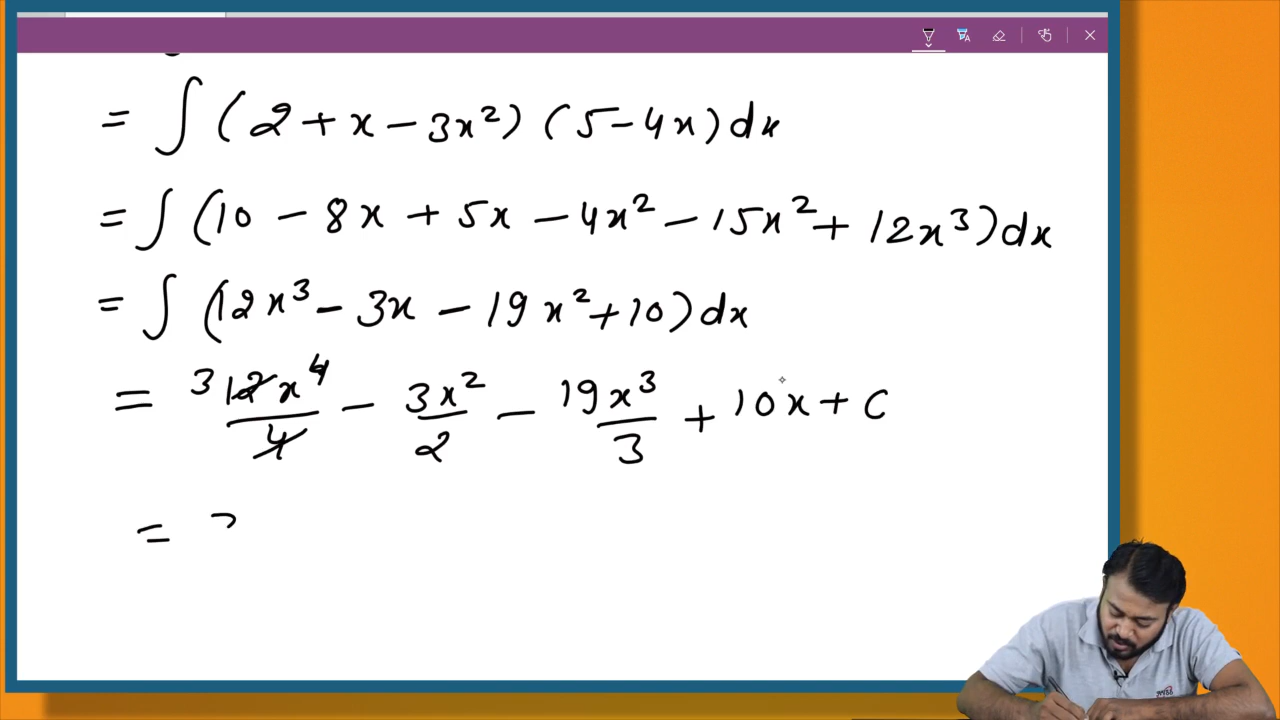 = ∫ (2 + x − 3x²) (5 − 4x) dx
= ∫ (10 − 8x + 5x − 4x² − 15x² + 12x³) dx
= ∫ (12x³ − 3x − 19x² + 10) dx
= 3 12x⁴/4 − 3x²/2 − 19x³/3 + 10x + C
=